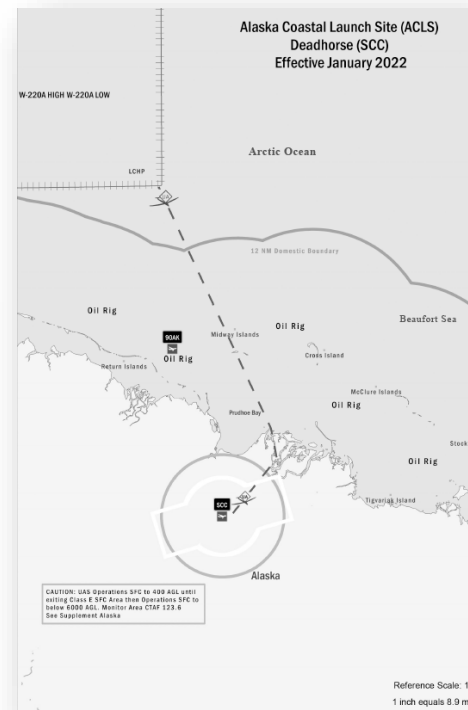 Alaska Coastal Launch Site (ACLS)
Deadhorse (SCC)
Effective January 2022
W-220A HIGH W-220A LOW
Arctic Ocean
LCHP
12 NM Domestic Boundary
Beaufort Sea
Oil Rig
90AK
Oil Rig
Midway Islands
Oil Rig
Cross Island
Return Islands
McClure Islands
Oil Rig
Prudhoe Bay
Stock
Oil Rig
SCC
Tigvariak Island
Alaska
CAUTION: UAS Operations SFC to 400 AGL until
exiting Class E SFC Area then Operations SFC to
below 6000 AGL. Monitor Area CTAF 123.6
See Supplement Alaska
Reference Scale: 1
1 inch equals 8.9 m